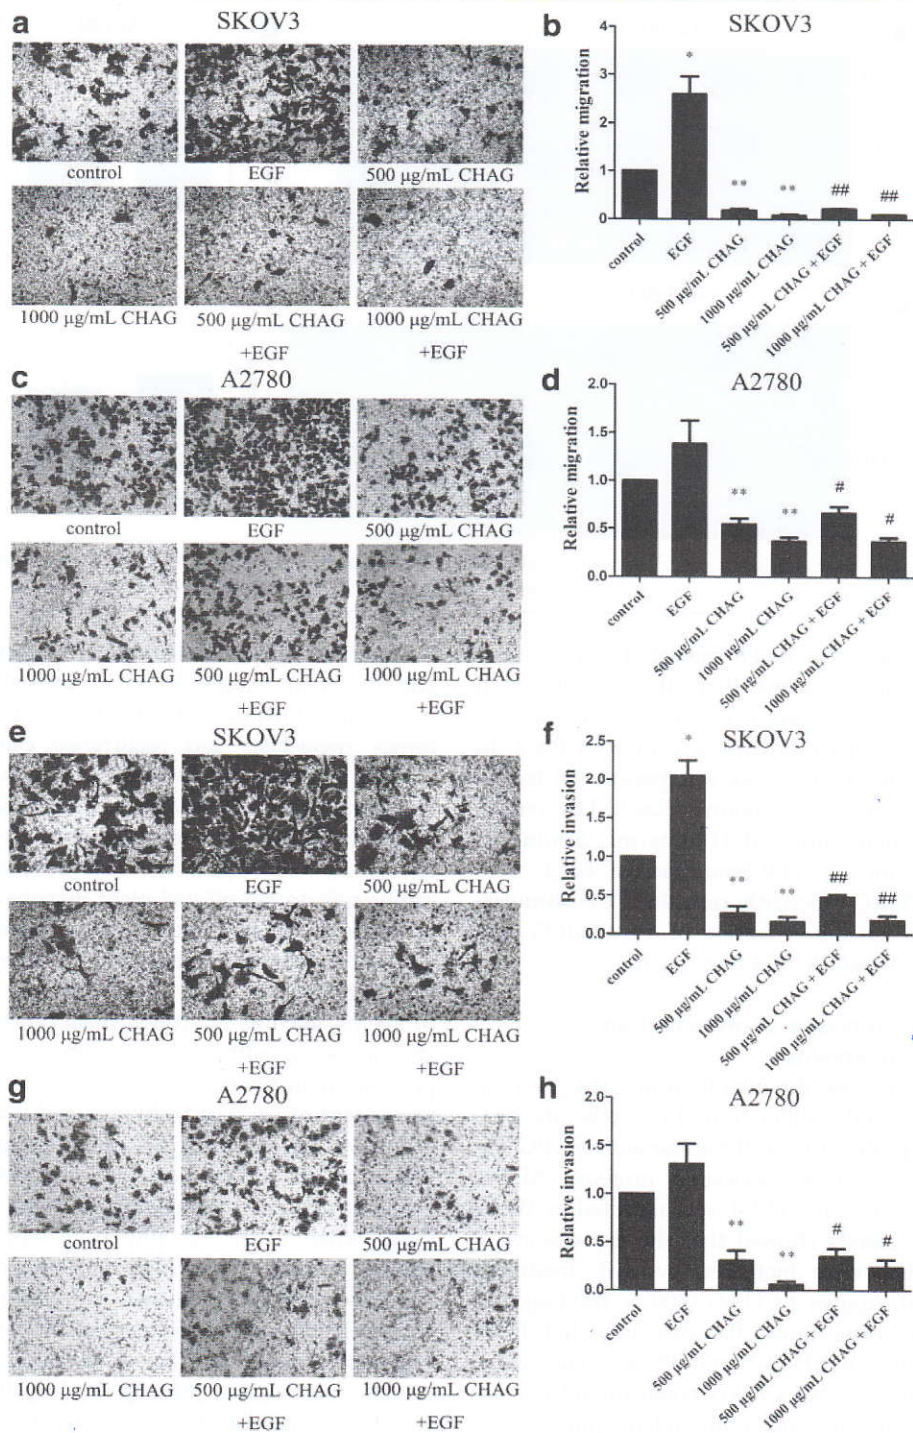 a
SKOV3
control
EGF
500 µg/mL CHAG
1000 µg/mL CHAG
500 µg/mL CHAG
+EGF
1000 µg/mL CHAG
+EGF
b
SKOV3
Relative migration
4
3
2
1
0
*
**
**
##
##
control
EGF
500 µg/mL CHAG
1000 µg/mL CHAG
500 µg/mL CHAG + EGF
1000 µg/mL CHAG + EGF
c
A2780
control
EGF
500 µg/mL CHAG
1000 µg/mL CHAG
500 µg/mL CHAG
+EGF
1000 µg/mL CHAG
+EGF
d
A2780
Relative migration
2.0
1.5
1.0
0.5
0.0
**
**
#
#
control
EGF
500 µg/mL CHAG
1000 µg/mL CHAG
500 µg/mL CHAG + EGF
1000 µg/mL CHAG + EGF
e
SKOV3
control
EGF
500 µg/mL CHAG
1000 µg/mL CHAG
500 µg/mL CHAG
+EGF
1000 µg/mL CHAG
+EGF
f
SKOV3
Relative invasion
2.5
2.0
1.5
1.0
0.5
0.0
*
**
**
##
##
control
EGF
500 µg/mL CHAG
1000 µg/mL CHAG
500 µg/mL CHAG + EGF
1000 µg/mL CHAG + EGF
g
A2780
control
EGF
500 µg/mL CHAG
1000 µg/mL CHAG
500 µg/mL CHAG
+EGF
1000 µg/mL CHAG
+EGF
h
A2780
Relative invasion
2.0
1.5
1.0
0.5
0.0
**
**
#
#
control
EGF
500 µg/mL CHAG
1000 µg/mL CHAG
500 µg/mL CHAG + EGF
1000 µg/mL CHAG + EGF